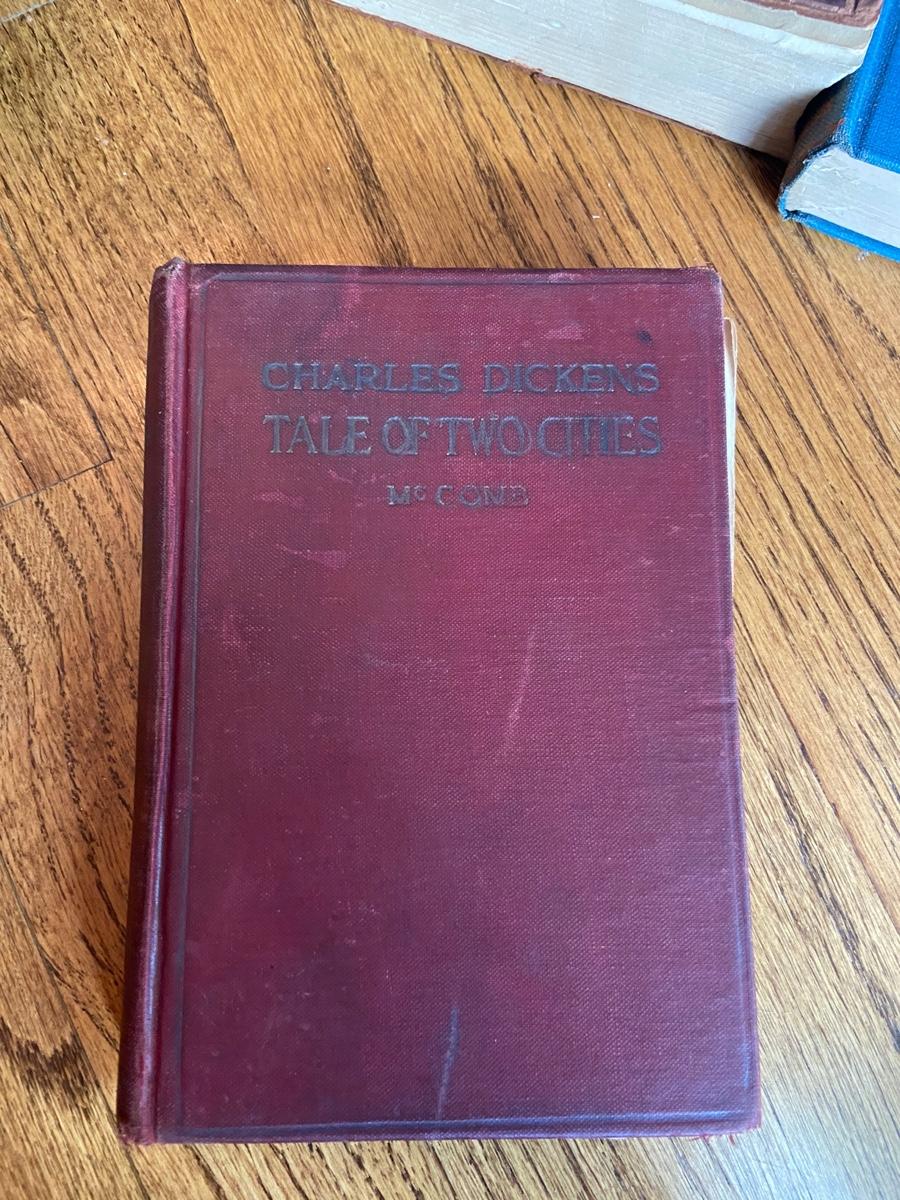 CHARLES DICKENS
TALE OF TWO CITIES
Mc COMB